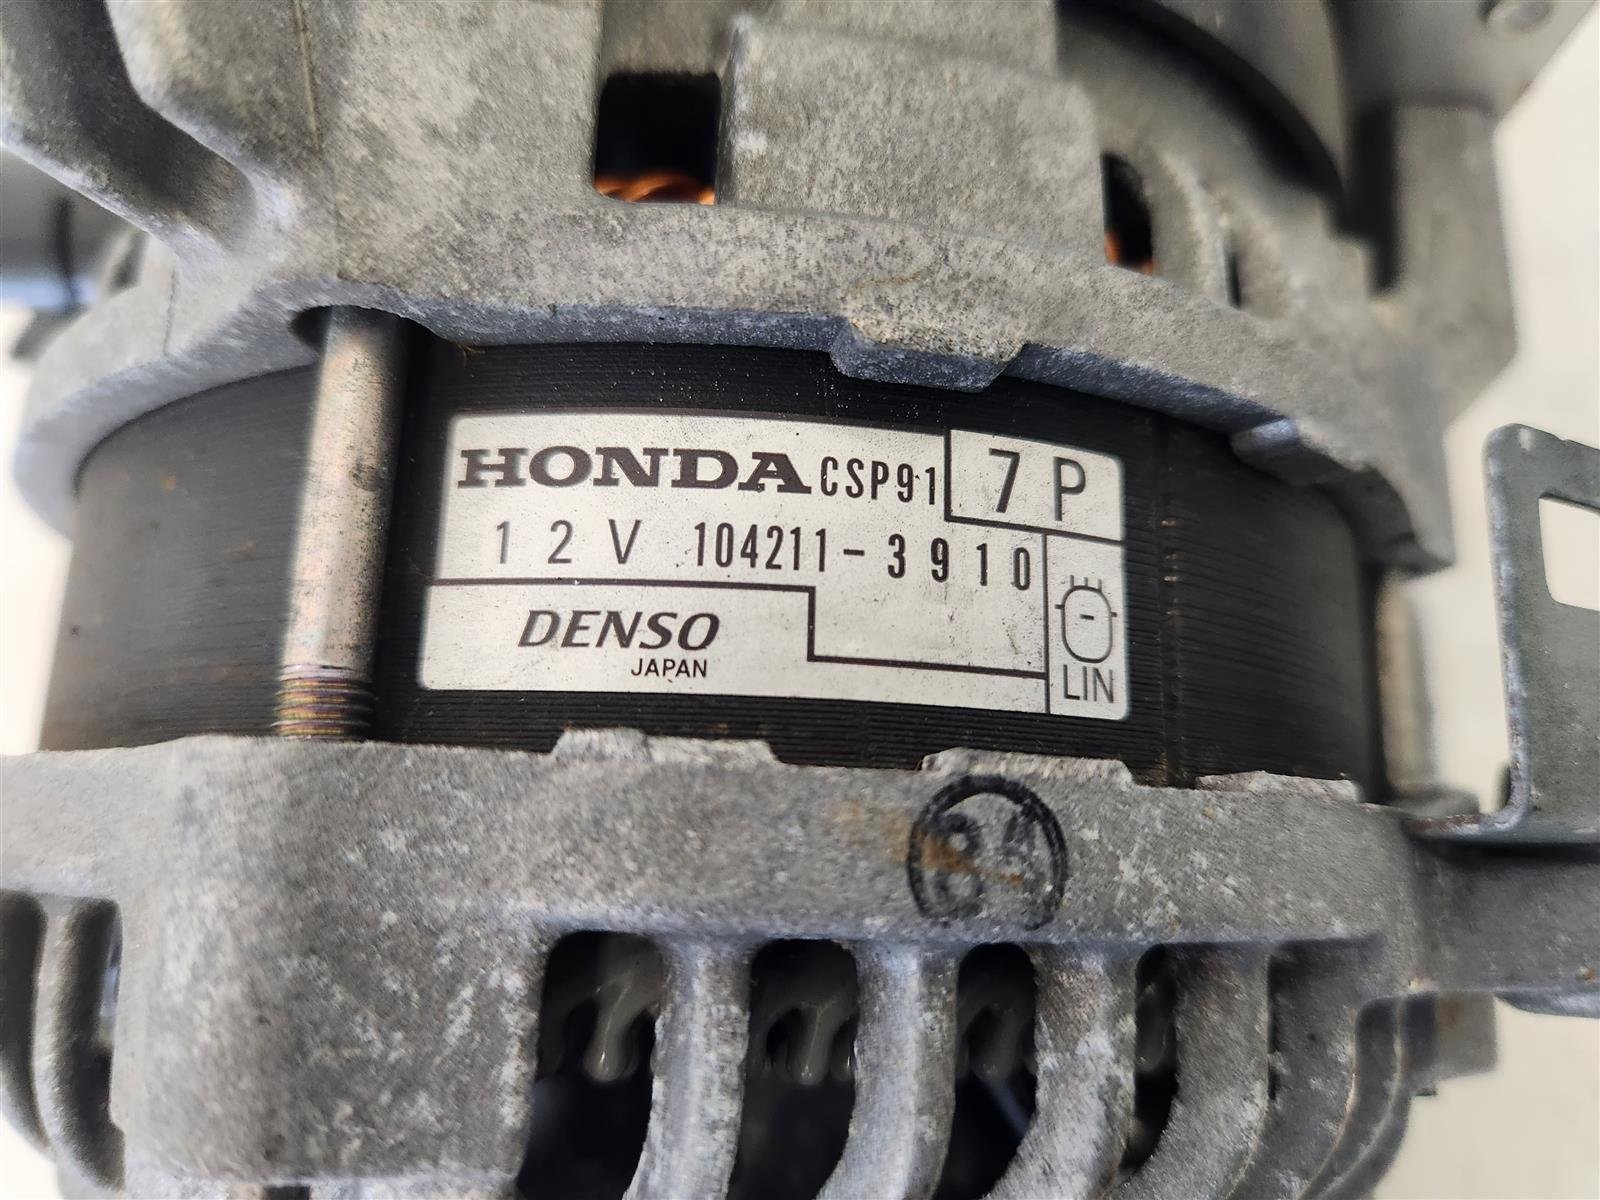 HONDA CSP91 7P
12V 104211-3910
DENSO
JAPAN
LIN